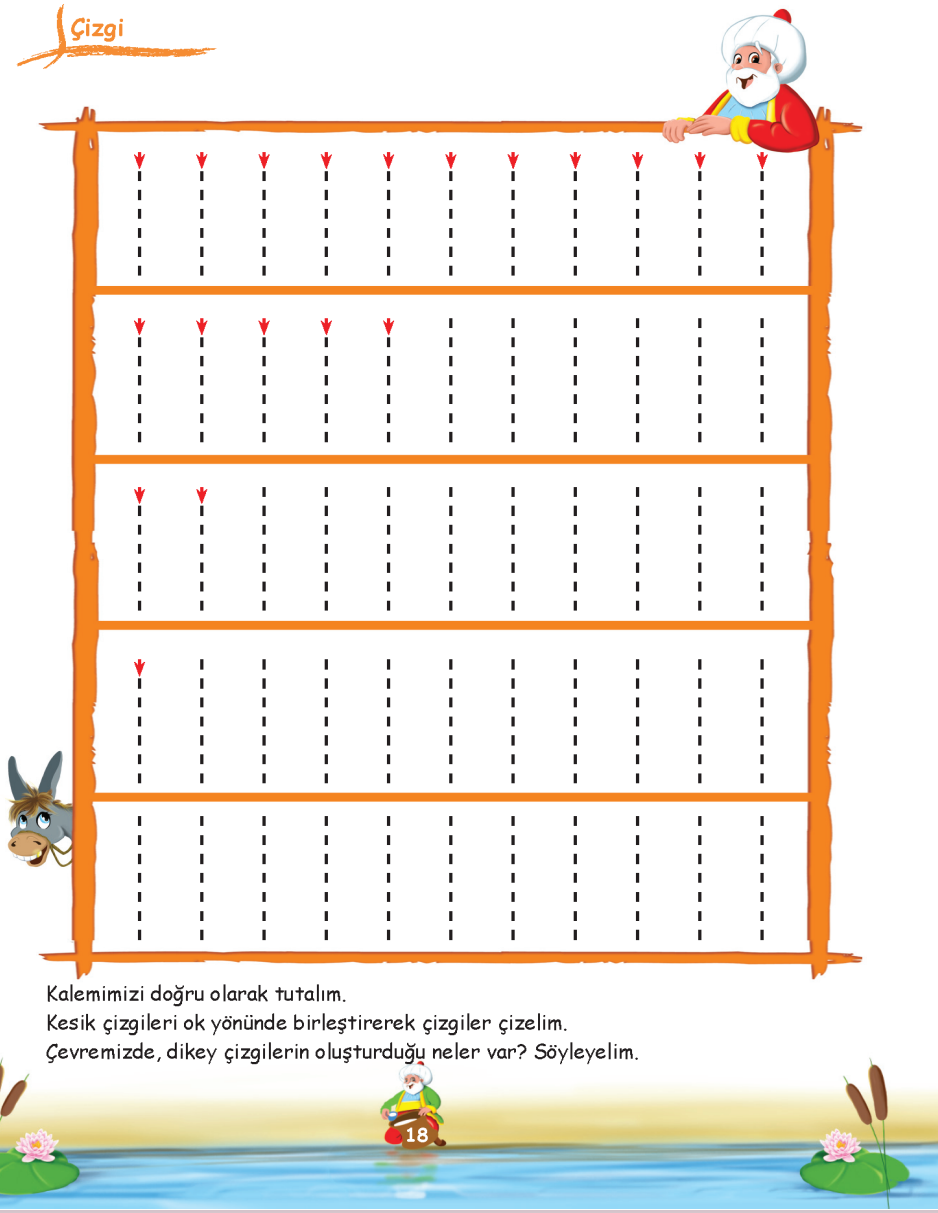 Çizgi
Kalemimizi doğru olarak tutalım.
Kesik çizgileri ok yönünde birleştirerek çizgiler çizelim.
Çevremizde, dikey çizgilerin oluşturduğu neler var? Söyleyelim.
18